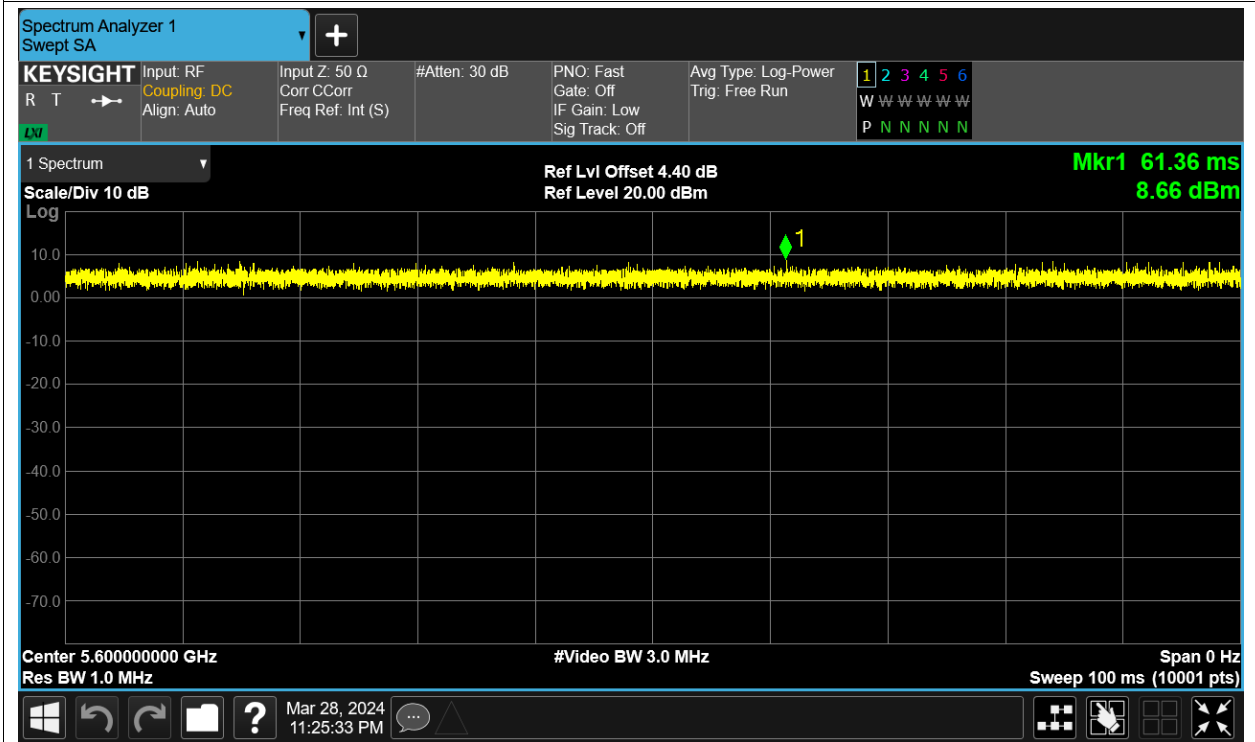 Spectrum Analyzer 1
Swept SA
+
KEYSIGHT Input: RF Input Z: 50 Ω #Atten: 30 dB PNO: Fast Avg Type: Log-Power 1 2 3 4 5 6
R T Coupling: DC Corr CCorr Gate: Off Trig: Free Run W W W W W W
Align: Auto Freq Ref: Int (S) IF Gain: Low P N N N N N
LXI Sig Track: Off
1 Spectrum Ref Lvl Offset 4.40 dB Mkr1 61.36 ms
Scale/Div 10 dB Ref Level 20.00 dBm 8.66 dBm
Log
1
10.0
0.00
-10.0
-20.0
-30.0
-40.0
-50.0
-60.0
-70.0
Center 5.600000000 GHz #Video BW 3.0 MHz Span 0 Hz
Res BW 1.0 MHz Sweep 100 ms (10001 pts)
? Mar 28, 2024
11:25:33 PM